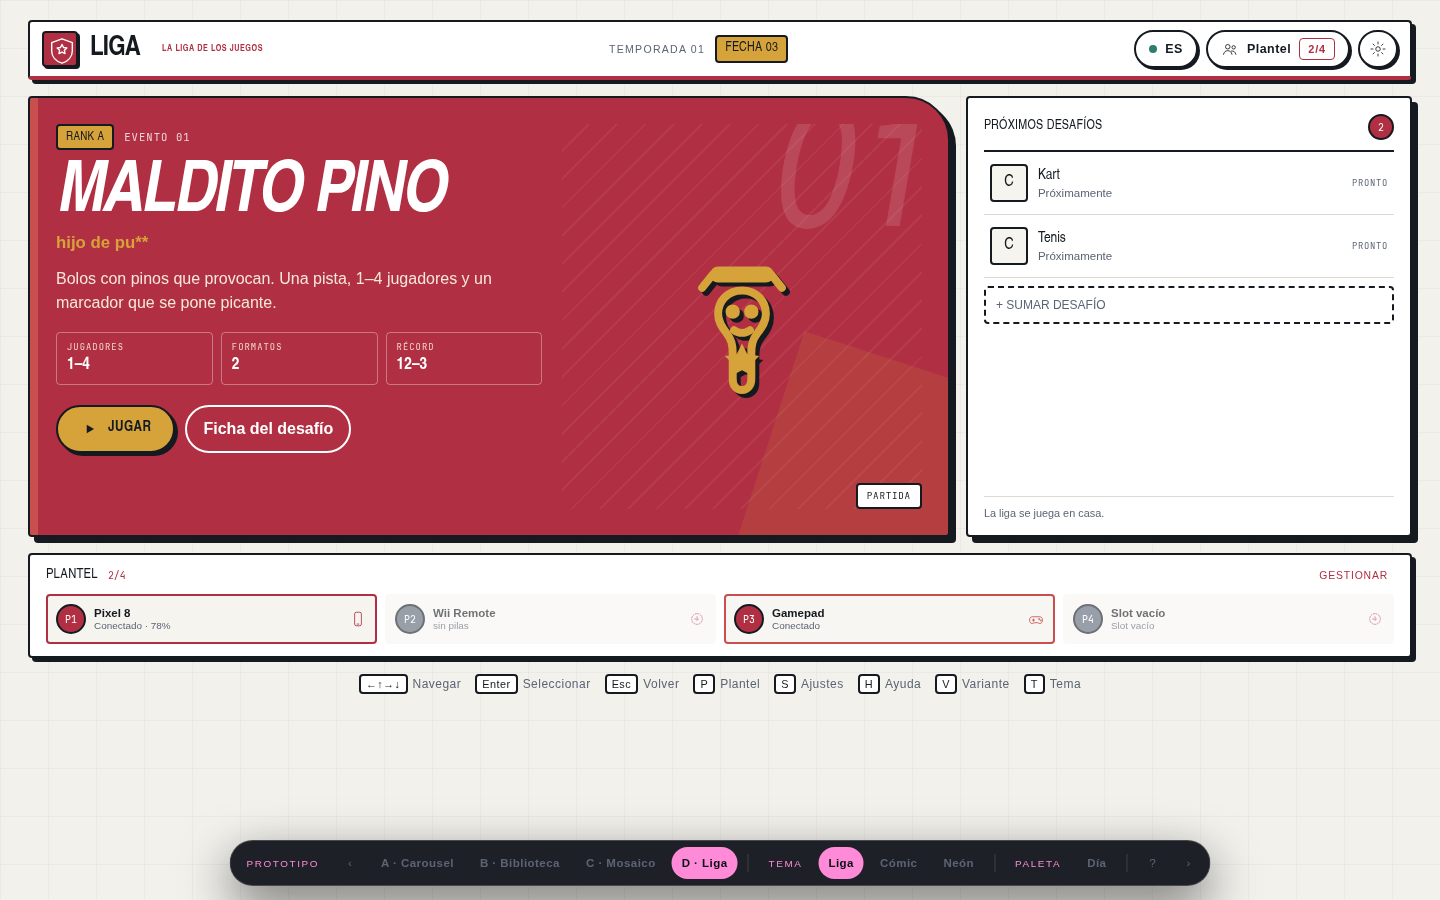 LIGA
LA LIGA DE LOS JUEGOS
TEMPORADA 01
FECHA 03
ES
Plantel 2/4
RANK A
EVENTO 01
01
MALDITO PINO
hijo de pu**
Bolos con pinos que provocan. Una pista, 1–4 jugadores y un
marcador que se pone picante.
JUGADORES
1–4
FORMATOS
2
RÉCORD
12–3
JUGAR
Ficha del desafío
PARTIDA
PRÓXIMOS DESAFÍOS
2
C
Kart
Próximamente
PRONTO
C
Tenis
Próximamente
PRONTO
+ SUMAR DESAFÍO
La liga se juega en casa.
PLANTEL 2/4
GESTIONAR
P1
Pixel 8
Conectado · 78%
P2
Wii Remote
sin pilas
P3
Gamepad
Conectado
P4
Slot vacío
Slot vacío
←↑→↓ Navegar Enter Seleccionar Esc Volver P Plantel S Ajustes H Ayuda V Variante T Tema
PROTOTIPO ‹ A · Carousel B · Biblioteca C · Mosaico D · Liga TEMA Liga Cómic Neón PALETA Día ? ›